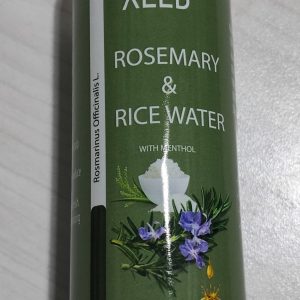 ROSEMARY
&
RICE WATER
WITH MENTHOL
Rosmarinus Officinalis L.